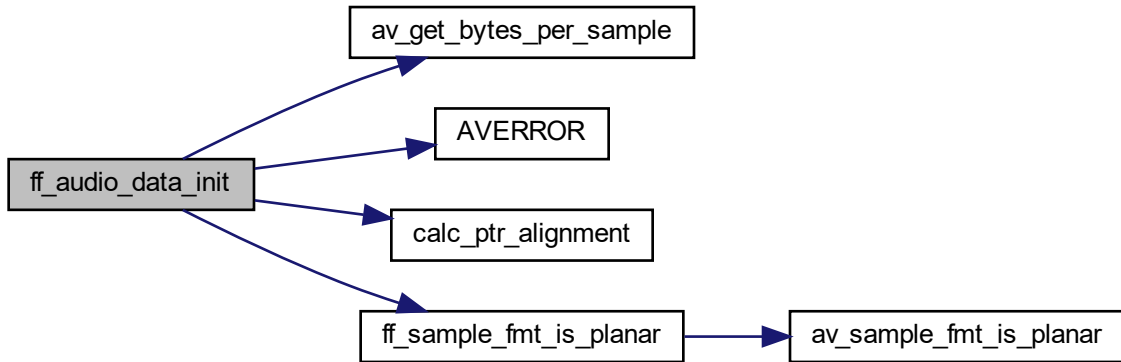 av_get_bytes_per_sample
AVERROR
ff_audio_data_init
calc_ptr_alignment
ff_sample_fmt_is_planar
av_sample_fmt_is_planar